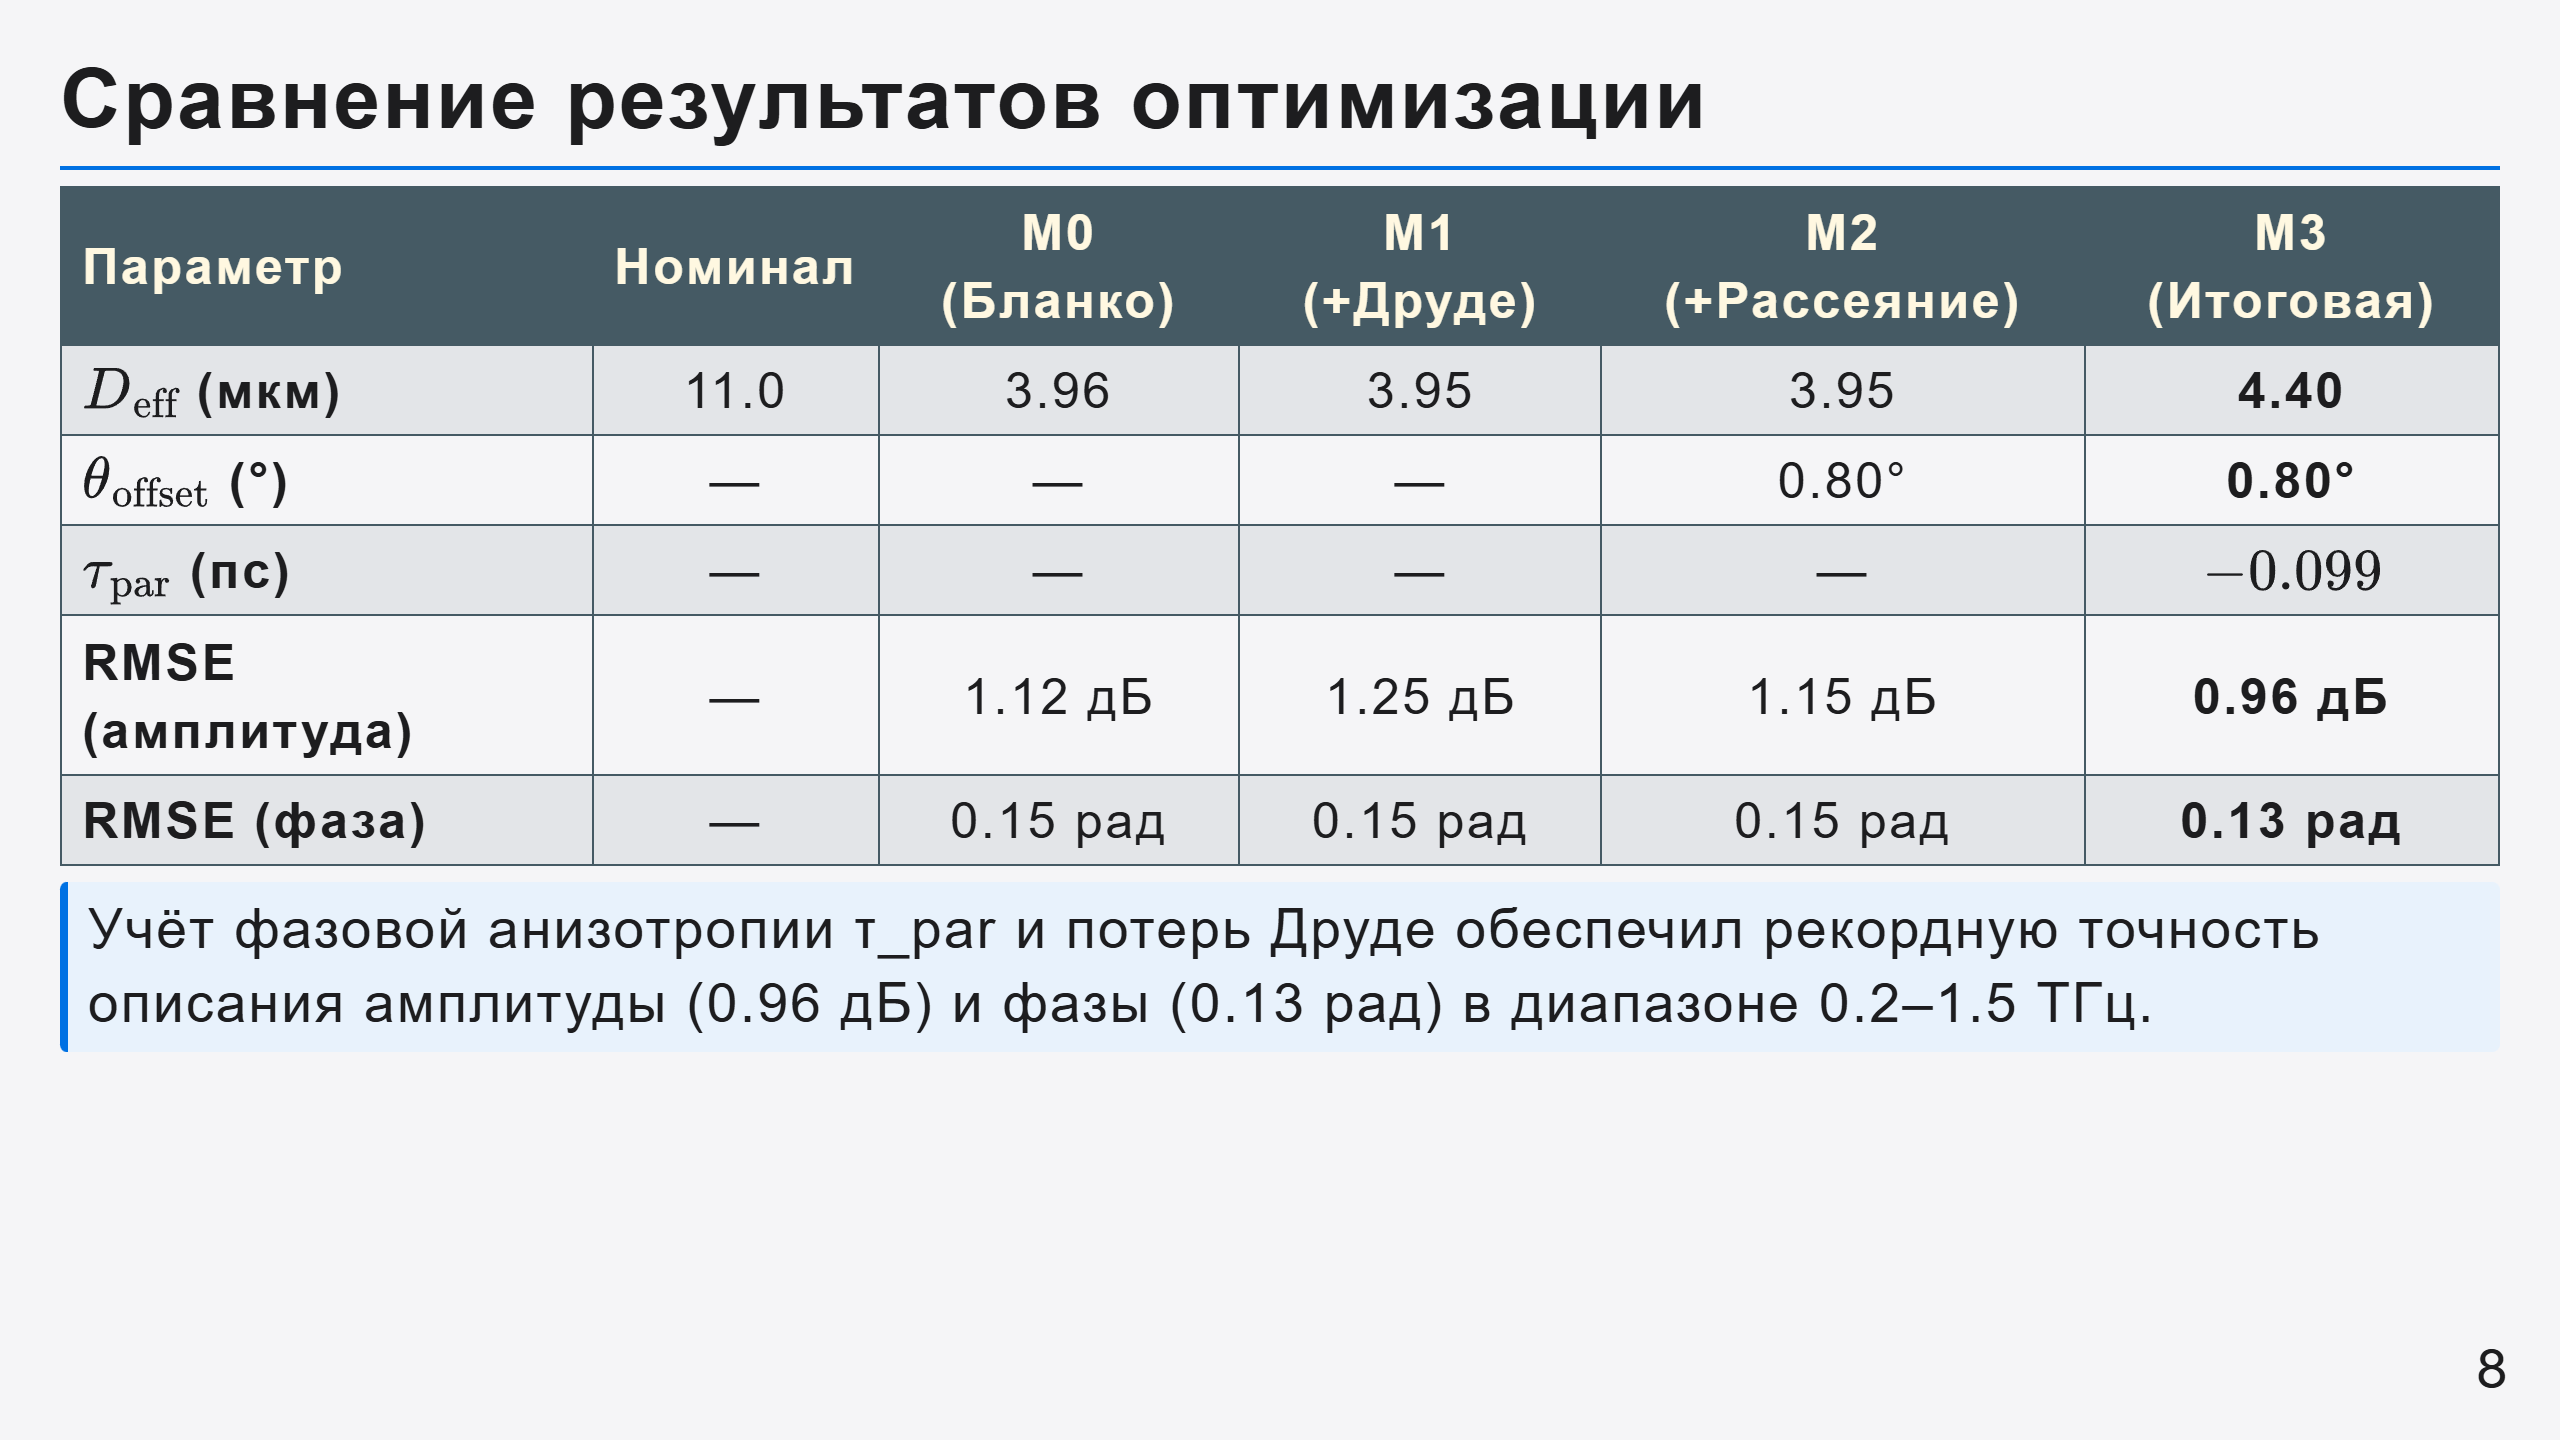 Сравнение результатов оптимизации
Параметр Номинал M0 (Бланко) M1 (+Друде) M2 (+Рассеяние) M3 (Итоговая)
D_eff (мкм) 11.0 3.96 3.95 3.95 4.40
θ_offset (°) — — — 0.80° 0.80°
τ_par (пс) — — — — −0.099
RMSE (амплитуда) — 1.12 дБ 1.25 дБ 1.15 дБ 0.96 дБ
RMSE (фаза) — 0.15 рад 0.15 рад 0.15 рад 0.13 рад
Учёт фазовой анизотропии τ_par и потерь Друде обеспечил рекордную точность
описания амплитуды (0.96 дБ) и фазы (0.13 рад) в диапазоне 0.2–1.5 ТГц.
8